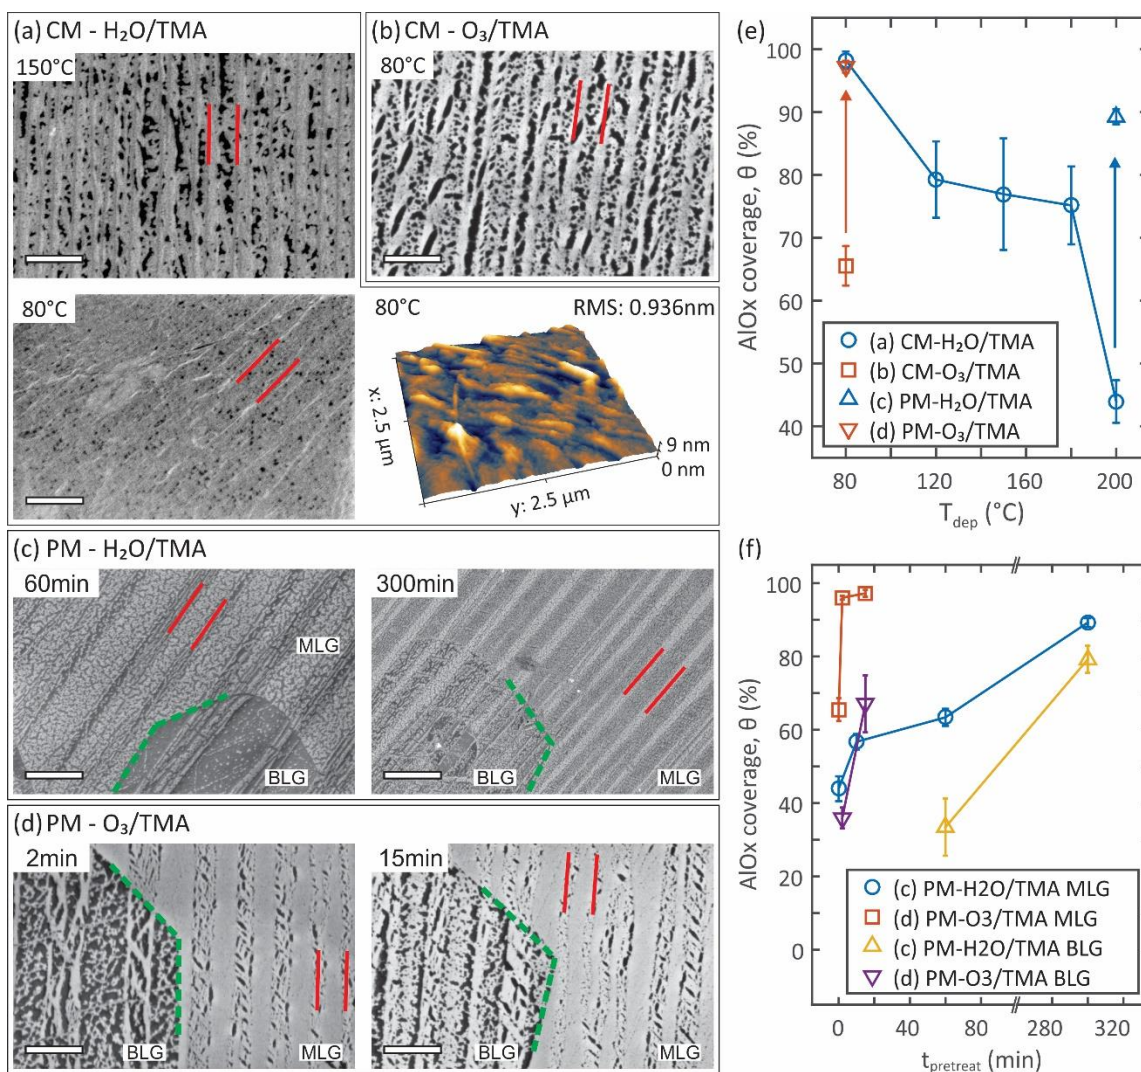 (a) CM - H₂O/TMA
150°C
80°C
(b) CM - O₃/TMA
80°C
80°C
RMS: 0.936nm
x: 2.5 μm
y: 2.5 μm
9 nm
0 nm
(c) PM - H₂O/TMA
60min
MLG
BLG
300min
BLG
MLG
(d) PM - O₃/TMA
2min
BLG
MLG
15min
BLG
MLG
(e)
AlOx coverage, θ (%)
100
90
80
70
60
50
40
(a) CM-H₂O/TMA
(b) CM-O₃/TMA
(c) PM-H₂O/TMA
(d) PM-O₃/TMA
80
120
160
200
T_dep (°C)
(f)
AlOx coverage, θ (%)
100
80
60
40
20
0
(c) PM-H2O/TMA MLG
(d) PM-O3/TMA MLG
(c) PM-H2O/TMA BLG
(d) PM-O3/TMA BLG
0
40
80
280
320
t_pretreat (min)